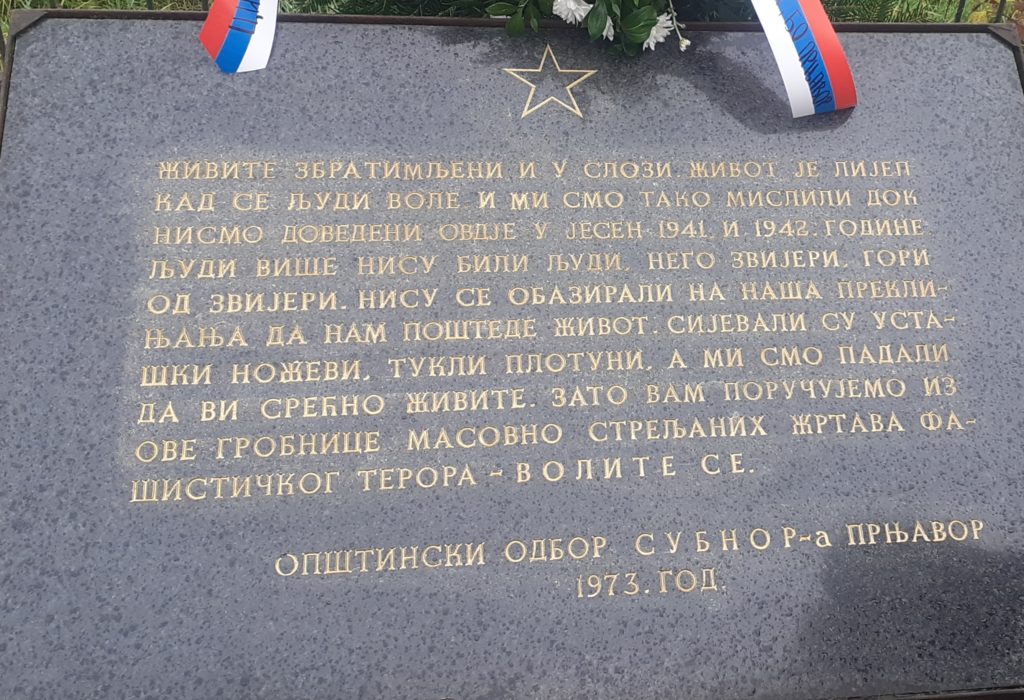 ЂО ПРЊАВОР
ЖИВИТЕ ЗБРАТИМЉЕНИ И У СЛОЗИ. ЖИВОТ ЈЕ ЛИЈЕП
КАД СЕ ЉУДИ ВОЛЕ. И МИ СМО ТАКО МИСЛИЛИ ДОК
НИСМО ДОВЕДЕНИ ОВДЈЕ У ЈЕСЕН 1941. И. 1942. ГОДИНЕ.
ЉУДИ ВИШЕ НИСУ БИЛИ ЉУДИ, НЕГО ЗВИЈЕРИ, ГОРИ
ОД ЗВИЈЕРИ. НИСУ СЕ ОБАЗИРАЛИ НА НАША ПРЕКЛИ-
ЊАЊА ДА НАМ ПОШТЕДЕ ЖИВОТ. СИЈЕВАЛИ СУ УСТА-
ШКИ НОЖЕВИ, ТУКЛИ ПЛОТУНИ, А МИ СМО ПАДАЛИ
ДА ВИ СРЕЋНО ЖИВИТЕ. ЗАТО ВАМ ПОРУЧУЈЕМО ИЗ
ОВЕ ГРОБНИЦЕ МАСОВНО СТРЕЉАНИХ ЖРТАВА ФА-
ШИСТИЧКОГ ТЕРОРА - ВОЛИТЕ СЕ.
ОПШТИНСКИ ОДБОР СУБНОР-а ПРЊАВОР
1973. ГОД.